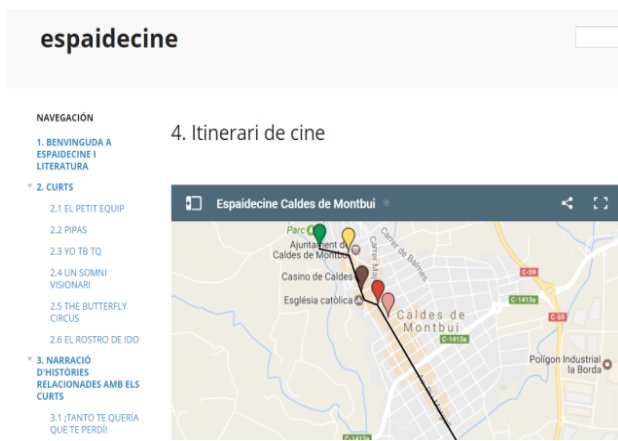 espaidecine
NAVEGACIÓN
1. BENVINGUDA A
ESPAIDECINE I
LITERATURA
2. CURTS
2.1 EL PETIT EQUIP
2.2 PIPAS
2.3 YO TB TQ
2.4 UN SOMNI
VISIONARI
2.5 THE BUTTERFLY
CIRCUS
2.6 EL ROSTRO DE IDO
3. NARRACIÓ
D'HISTÒRIES
RELACIONADES AMB ELS
CURTS
3.1 ¡TANTO TE QUERÍA
QUE TE PERDÍ!
4. Itinerari de cine
Espaidecine Caldes de Montbui
Parc
Ajuntament de
Caldes de Montbui
Casino de Caldes
Església catòlica
Carrer de Balmes
Caldes de
Montbui
C-59
C-1413a
C-59
C-1413a
Polígon Industrial
la Borda
C-1413a